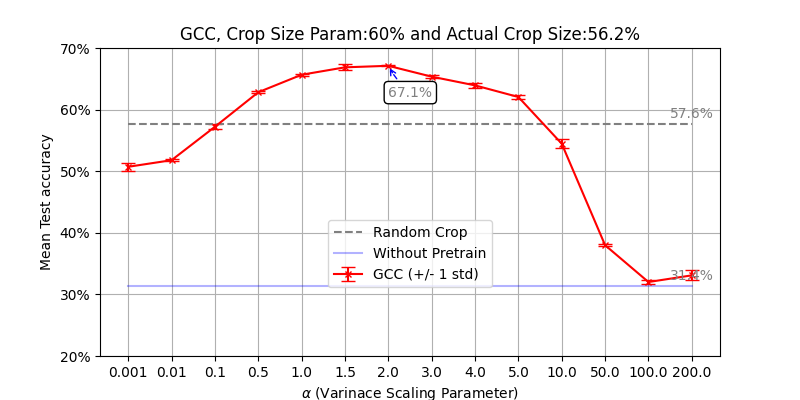 GCC, Crop Size Param:60% and Actual Crop Size:56.2%
70%
60%
50%
40%
30%
20%
Mean Test accuracy
67.1%
57.6%
Random Crop
Without Pretrain
GCC (+/- 1 std)
0.001 0.01 0.1 0.5 1.0 1.5 2.0 3.0 4.0 5.0 10.0 50.0 100.0 200.0
α (Varinace Scaling Parameter)